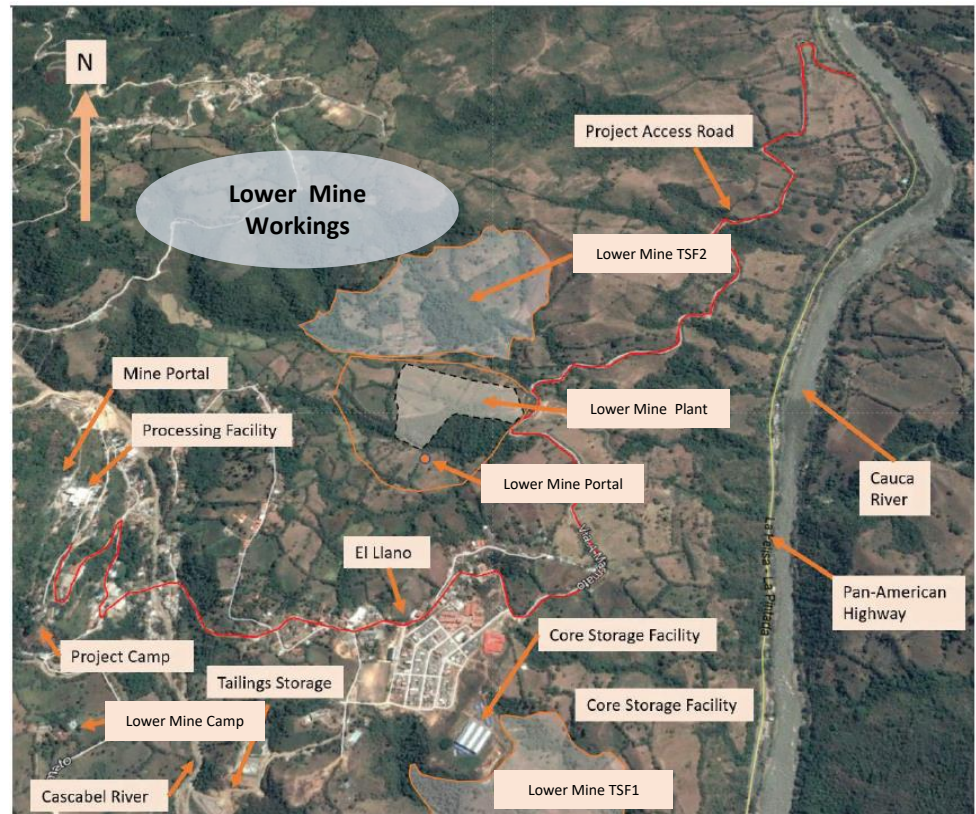 N
Project Access Road
Lower Mine
Workings
Lower Mine TSF2
Mine Portal
Processing Facility
Lower Mine Plant
Lower Mine Portal
Cauca
River
El Llano
Pan-American
Highway
Core Storage Facility
Project Camp
Tailings Storage
Core Storage Facility
Lower Mine Camp
Cascabel River
Lower Mine TSF1